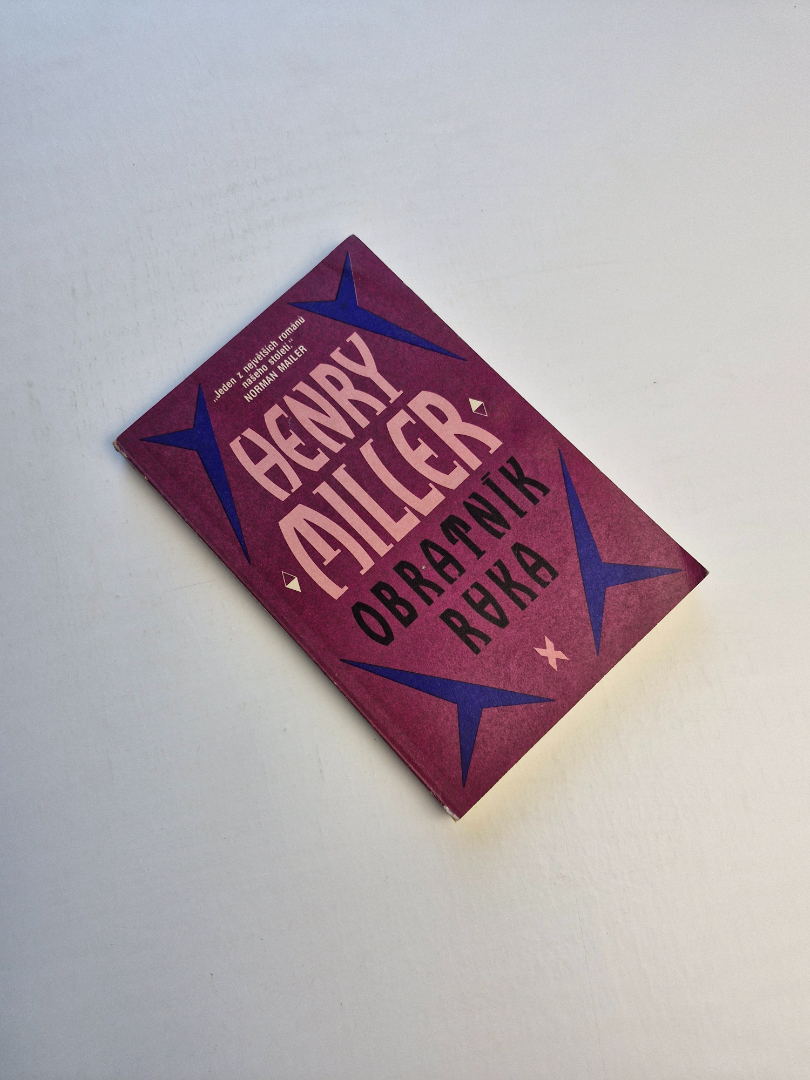 „Jeden z největších románů
našeho století.“
NORMAN MAILER
HENRY
MILLER
OBRATNÍK
RAKA